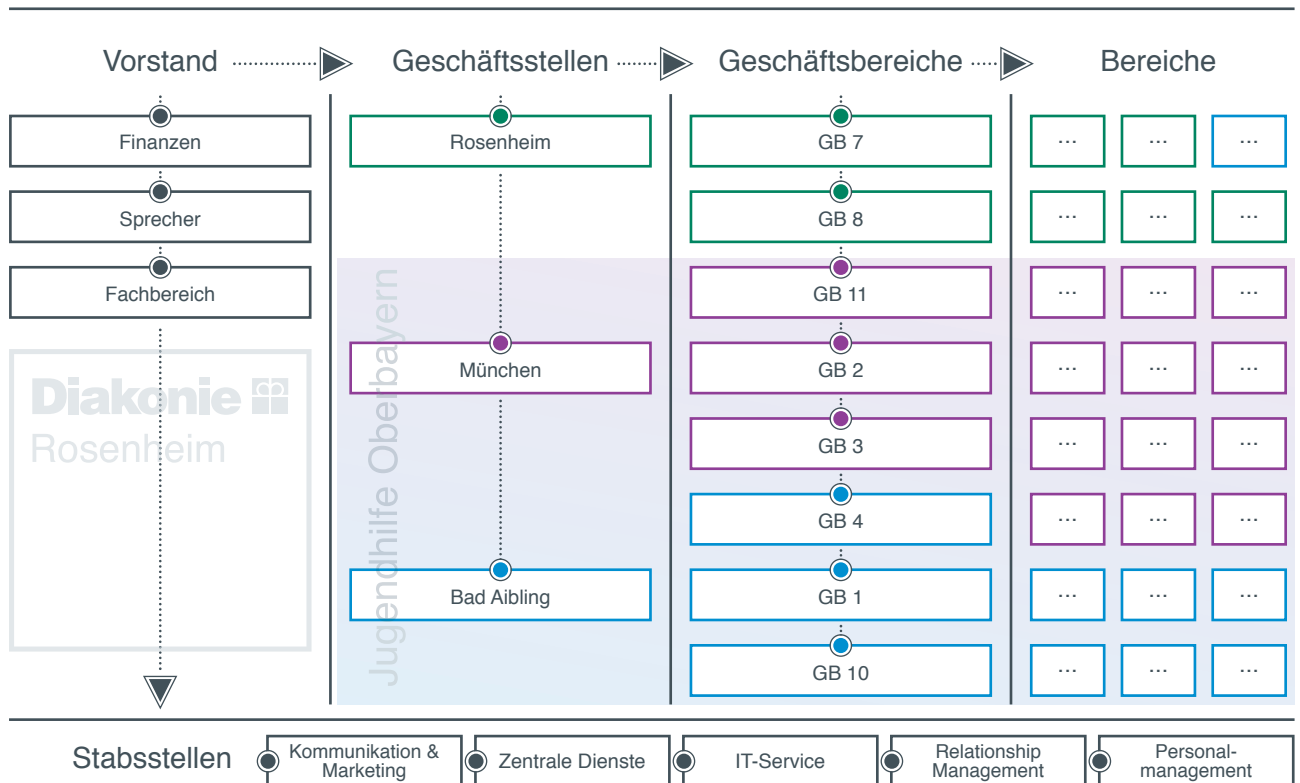 Vorstand
Geschäftsstellen
Geschäftsbereiche
Bereiche
Finanzen
Rosenheim
GB 7
...
...
...
Sprecher
GB 8
...
...
...
Fachbereich
GB 11
...
...
...
München
GB 2
...
...
...
GB 3
...
...
...
GB 4
...
...
...
Bad Aibling
GB 1
...
...
...
GB 10
...
...
...
Diakonie
Rosenheim
Jugendhilfe Oberbayern
Stabsstellen
Kommunikation &
Marketing
Zentrale Dienste
IT-Service
Relationship
Management
Personal-
management